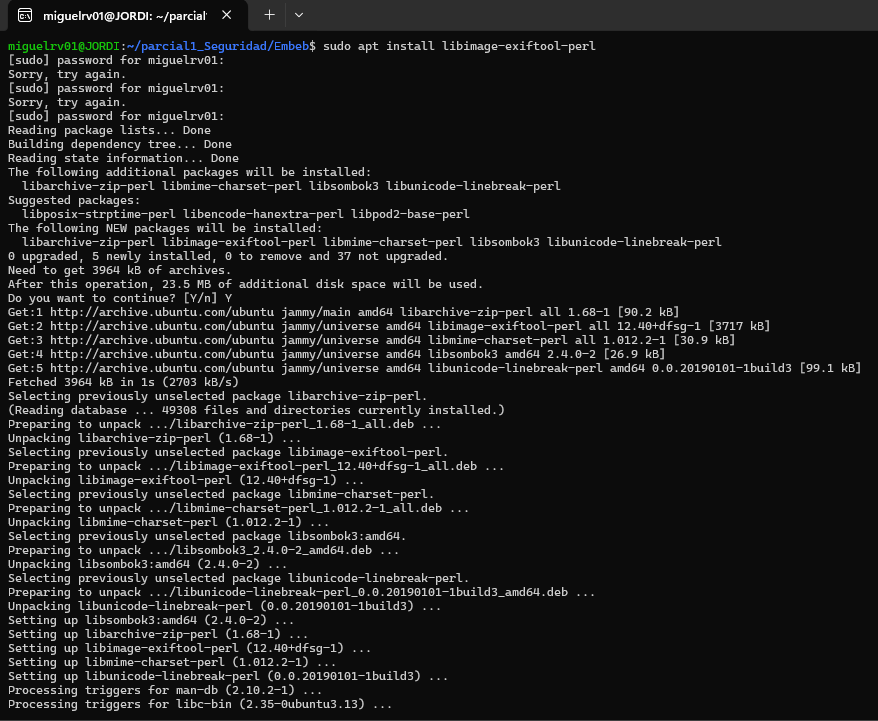 miguelrv01@JORDI: ~/parcial
miguelrv01@JORDI:~/parcial1_Seguridad/Embeb$ sudo apt install libimage-exiftool-perl
[sudo] password for miguelrv01:
Sorry, try again.
[sudo] password for miguelrv01:
Sorry, try again.
[sudo] password for miguelrv01:
Reading package lists... Done
Building dependency tree... Done
Reading state information... Done
The following additional packages will be installed:
  libarchive-zip-perl libmime-charset-perl libsombok3 libunicode-linebreak-perl
Suggested packages:
  libposix-strptime-perl libencode-hanextra-perl libpod2-base-perl
The following NEW packages will be installed:
  libarchive-zip-perl libimage-exiftool-perl libmime-charset-perl libsombok3 libunicode-linebreak-perl
0 upgraded, 5 newly installed, 0 to remove and 37 not upgraded.
Need to get 3964 kB of archives.
After this operation, 23.5 MB of additional disk space will be used.
Do you want to continue? [Y/n] Y
Get:1 http://archive.ubuntu.com/ubuntu jammy/main amd64 libarchive-zip-perl all 1.68-1 [90.2 kB]
Get:2 http://archive.ubuntu.com/ubuntu jammy/universe amd64 libimage-exiftool-perl all 12.40+dfsg-1 [3717 kB]
Get:3 http://archive.ubuntu.com/ubuntu jammy/universe amd64 libmime-charset-perl all 1.012.2-1 [30.9 kB]
Get:4 http://archive.ubuntu.com/ubuntu jammy/universe amd64 libsombok3 amd64 2.4.0-2 [26.9 kB]
Get:5 http://archive.ubuntu.com/ubuntu jammy/universe amd64 libunicode-linebreak-perl amd64 0.0.20190101-1build3 [99.1 kB]
Fetched 3964 kB in 1s (2703 kB/s)
Selecting previously unselected package libarchive-zip-perl.
(Reading database ... 49308 files and directories currently installed.)
Preparing to unpack .../libarchive-zip-perl_1.68-1_all.deb ...
Unpacking libarchive-zip-perl (1.68-1) ...
Selecting previously unselected package libimage-exiftool-perl.
Preparing to unpack .../libimage-exiftool-perl_12.40+dfsg-1_all.deb ...
Unpacking libimage-exiftool-perl (12.40+dfsg-1) ...
Selecting previously unselected package libmime-charset-perl.
Preparing to unpack .../libmime-charset-perl_1.012.2-1_all.deb ...
Unpacking libmime-charset-perl (1.012.2-1) ...
Selecting previously unselected package libsombok3:amd64.
Preparing to unpack .../libsombok3_2.4.0-2_amd64.deb ...
Unpacking libsombok3:amd64 (2.4.0-2) ...
Selecting previously unselected package libunicode-linebreak-perl.
Preparing to unpack .../libunicode-linebreak-perl_0.0.20190101-1build3_amd64.deb ...
Unpacking libunicode-linebreak-perl (0.0.20190101-1build3) ...
Setting up libsombok3:amd64 (2.4.0-2) ...
Setting up libarchive-zip-perl (1.68-1) ...
Setting up libimage-exiftool-perl (12.40+dfsg-1) ...
Setting up libmime-charset-perl (1.012.2-1) ...
Setting up libunicode-linebreak-perl (0.0.20190101-1build3) ...
Processing triggers for man-db (2.10.2-1) ...
Processing triggers for libc-bin (2.35-0ubuntu3.13) ...